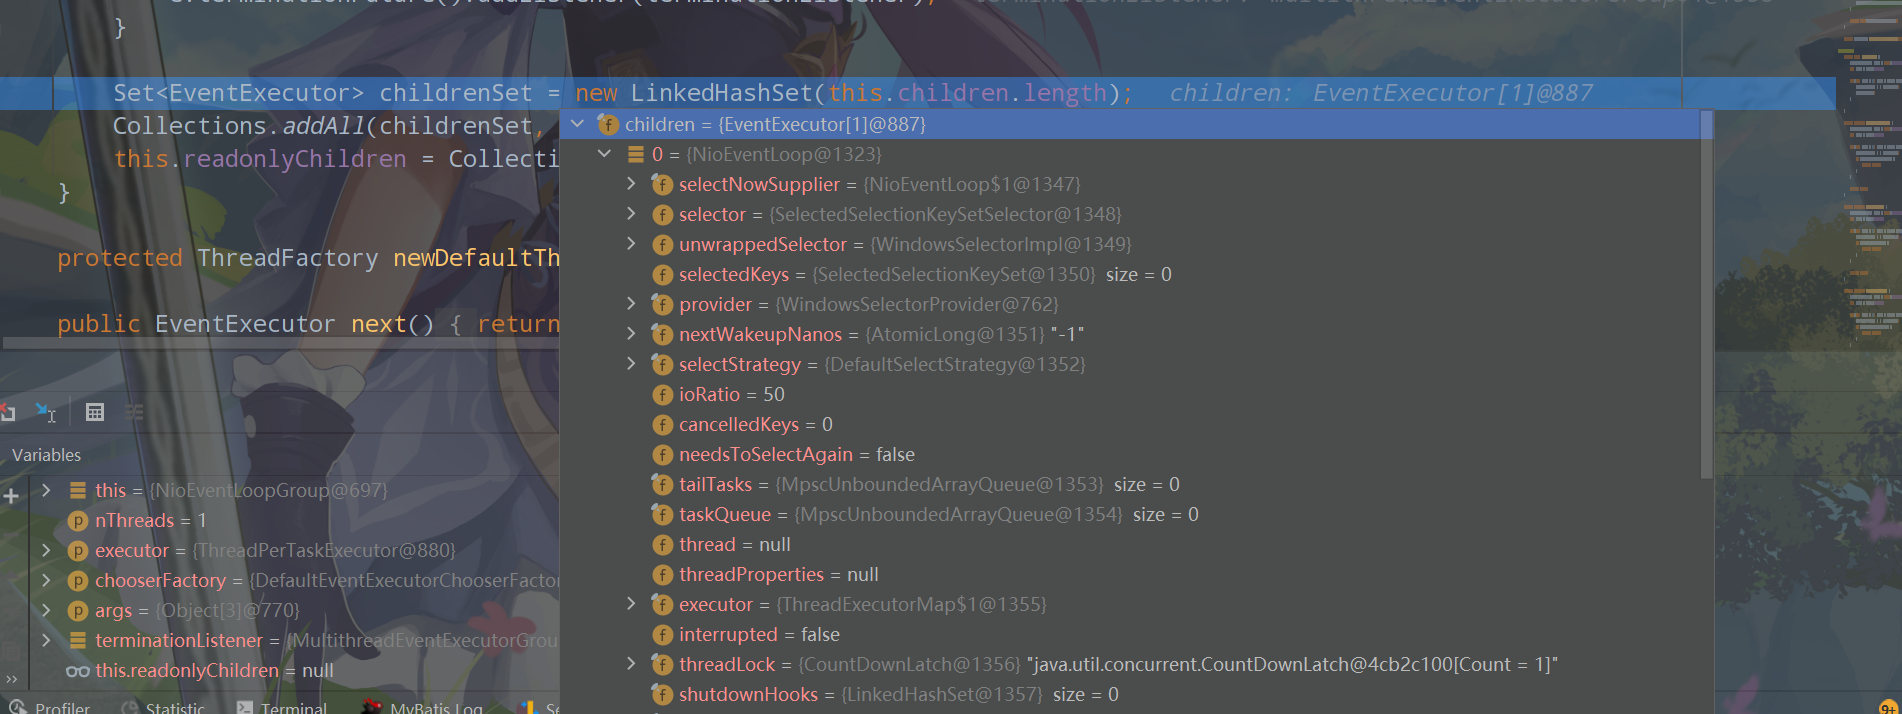 }
Set<EventExecutor> childrenSet = new LinkedHashSet(this.children.length);   children: EventExecutor[1]@887
Collections.addAll(childrenSet,
this.readonlyChildren = Collecti
}
protected ThreadFactory newDefaultTh
public EventExecutor next() { return
children = {EventExecutor[1]@887}
0 = {NioEventLoop@1323}
selectNowSupplier = {NioEventLoop$1@1347}
selector = {SelectedSelectionKeySetSelector@1348}
unwrappedSelector = {WindowsSelectorImpl@1349}
selectedKeys = {SelectedSelectionKeySet@1350} size = 0
provider = {WindowsSelectorProvider@762}
nextWakeupNanos = {AtomicLong@1351} "-1"
selectStrategy = {DefaultSelectStrategy@1352}
ioRatio = 50
cancelledKeys = 0
needsToSelectAgain = false
tailTasks = {MpscUnboundedArrayQueue@1353} size = 0
taskQueue = {MpscUnboundedArrayQueue@1354} size = 0
thread = null
threadProperties = null
executor = {ThreadExecutorMap$1@1355}
interrupted = false
threadLock = {CountDownLatch@1356} "java.util.concurrent.CountDownLatch@4cb2c100[Count = 1]"
shutdownHooks = {LinkedHashSet@1357} size = 0
Variables
this = {NioEventLoopGroup@697}
nThreads = 1
executor = {ThreadPerTaskExecutor@880}
chooserFactory = {DefaultEventExecutorChooserFactor
args = {Object[3]@770}
terminationListener = {MultithreadEventExecutorGrou
this.readonlyChildren = null
Profiler
Statistic
Terminal
MyBatis Log
Se
9+